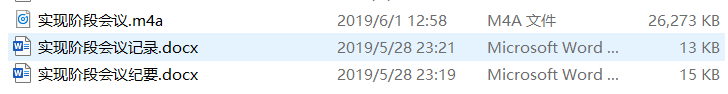 实现阶段会议.m4a 2019/6/1 12:58 M4A 文件 26,273 KB
实现阶段会议记录.docx 2019/5/28 23:21 Microsoft Word ... 13 KB
实现阶段会议纪要.docx 2019/5/28 23:19 Microsoft Word ... 15 KB